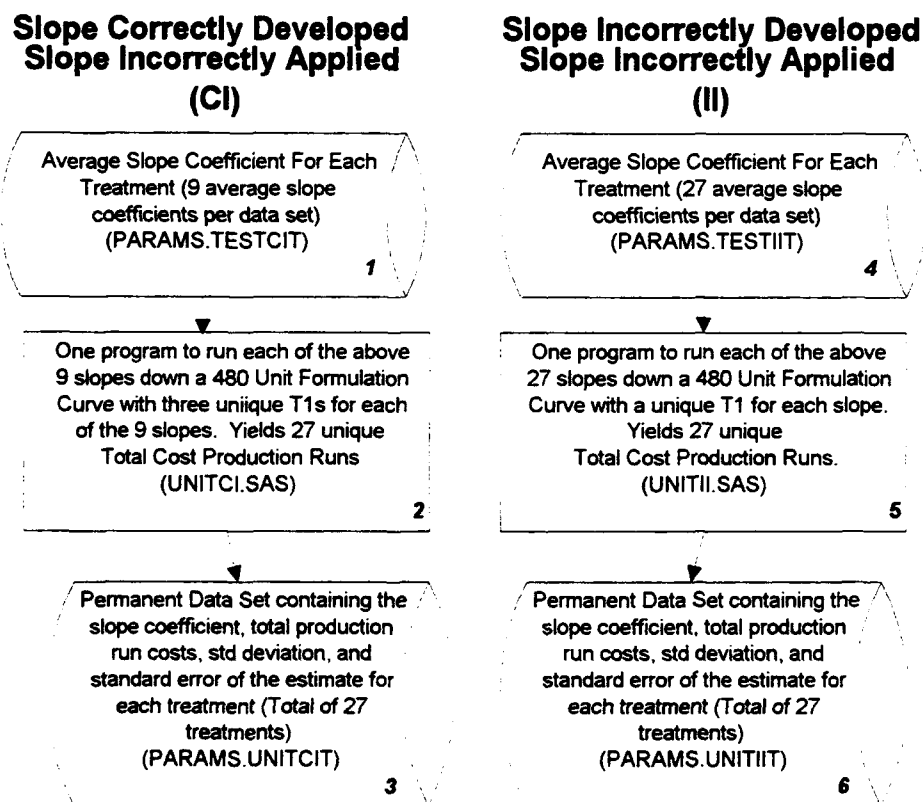 Slope Correctly Developed
Slope Incorrectly Applied
(CI)
Average Slope Coefficient For Each
Treatment (9 average slope
coefficients per data set)
(PARAMS.TESTCIT)
1
One program to run each of the above
9 slopes down a 480 Unit Formulation
Curve with three uniique T1s for each
of the 9 slopes. Yields 27 unique
Total Cost Production Runs
(UNITCI.SAS)
2
Permanent Data Set containing the
slope coefficient, total production
run costs, std deviation, and
standard error of the estimate for
each treatment (Total of 27
treatments)
(PARAMS.UNITCIT)
3
Slope Incorrectly Developed
Slope Incorrectly Applied
(II)
Average Slope Coefficient For Each
Treatment (27 average slope
coefficients per data set)
(PARAMS.TESTIIT)
4
One program to run each of the above
27 slopes down a 480 Unit Formulation
Curve with a unique T1 for each slope.
Yields 27 unique
Total Cost Production Runs.
(UNITII.SAS)
5
Permanent Data Set containing the
slope coefficient, total production
run costs, std deviation, and
standard error of the estimate for
each treatment (Total of 27
treatments)
(PARAMS.UNITIIT)
6